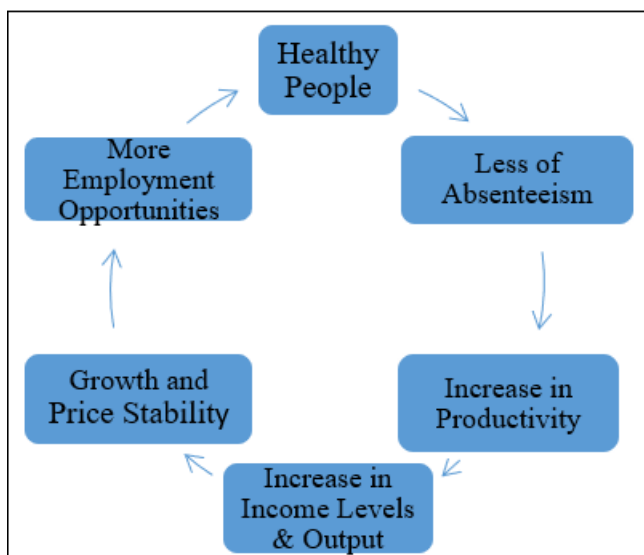 Healthy
People
Less of
Absenteeism
Increase in
Productivity
Increase in
Income Levels
& Output
Growth and
Price Stability
More
Employment
Opportunities